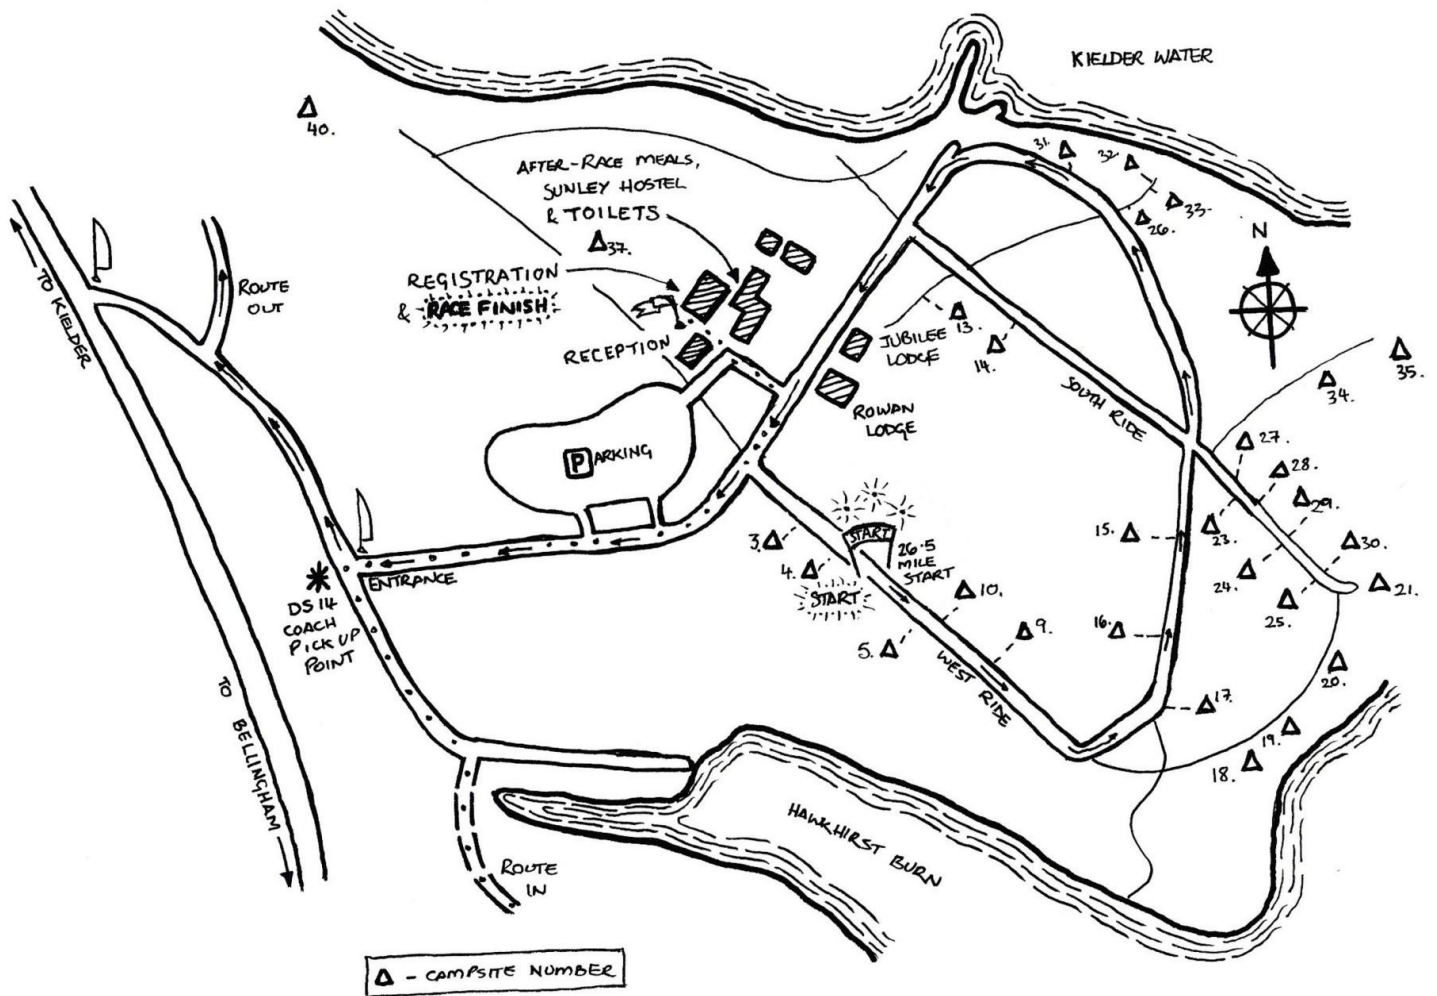 KIELDER WATER
40.
31.
32.
33.
26.
AFTER-RACE MEALS,
SUNLEY HOSTEL
& TOILETS
37.
REGISTRATION
& RACE FINISH
RECEPTION
N
TO KIELDER
ROUTE
OUT
13.
14.
JUBILEE
LODGE
ROWAN
LODGE
SOUTH RIDE
35.
34.
27.
28.
29.
P ARKING
START
26.5
MILE
START
START
3.
4.
15.
23.
30.
24.
21.
25.
ENTRANCE
DS 14
COACH
PICK UP
POINT
10.
5.
9.
16.
WEST RIDE
17.
20.
19.
18.
TO BELLINGHAM
HAWKHIRST BURN
ROUTE
IN
- CAMPSITE NUMBER